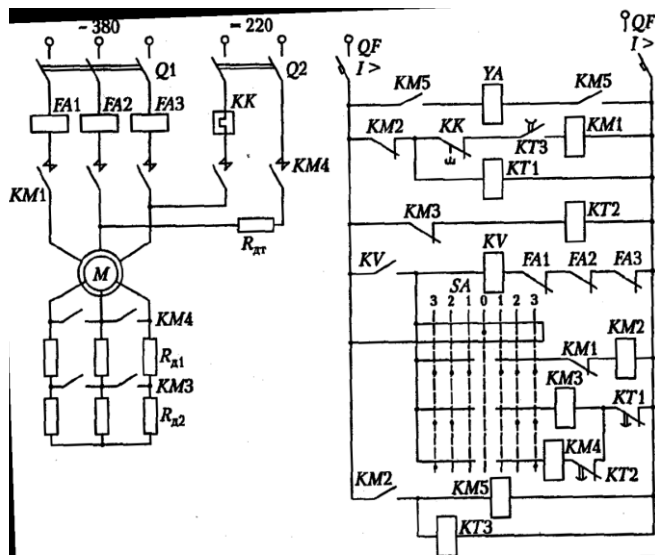 ~380 = 220 QF QF
I > I >
Q1 Q2 KM5 YA KM5
FA1 FA2 FA3 KK
KM2 KK KT3 KM1
KT1
KM1 KM4
KM3 KT2
Rдт
M KV KV FA1 FA2 FA3
SA
3 2 1 0 1 2 3
KM4 KM2
KM1
Rд1 KM3
KM3 KT1
Rд2
KM4
KT2
KM2 KM5
KT3